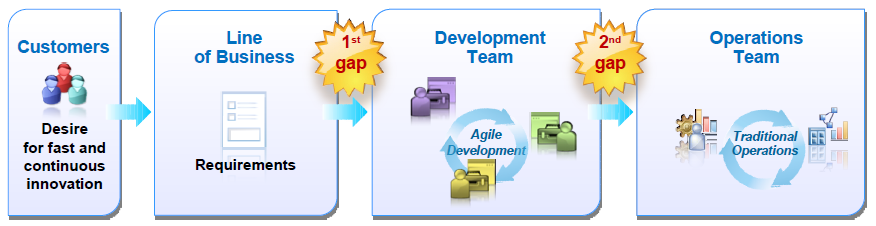 Customers
Desire
for fast and
continuous
innovation
Line
of Business
Requirements
1st
gap
Development
Team
Agile
Development
2nd
gap
Operations
Team
Traditional
Operations